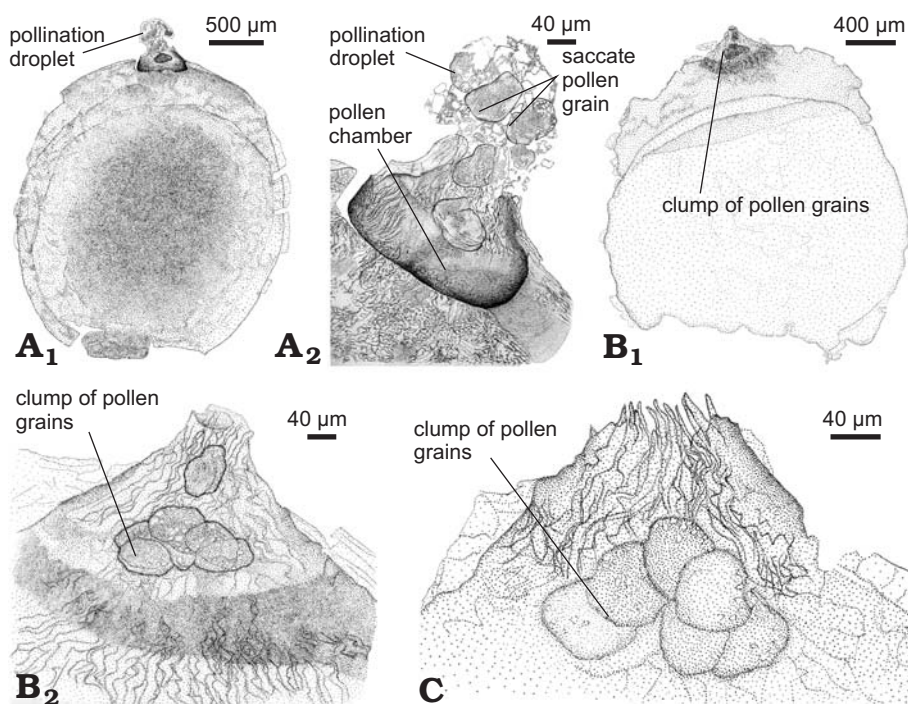 pollination
droplet
500 µm
A1
pollination
droplet
40 µm
saccate
pollen
grain
pollen
chamber
A2
400 µm
clump of pollen grains
B1
clump of pollen
grains
40 µm
B2
clump of pollen
grains
40 µm
C